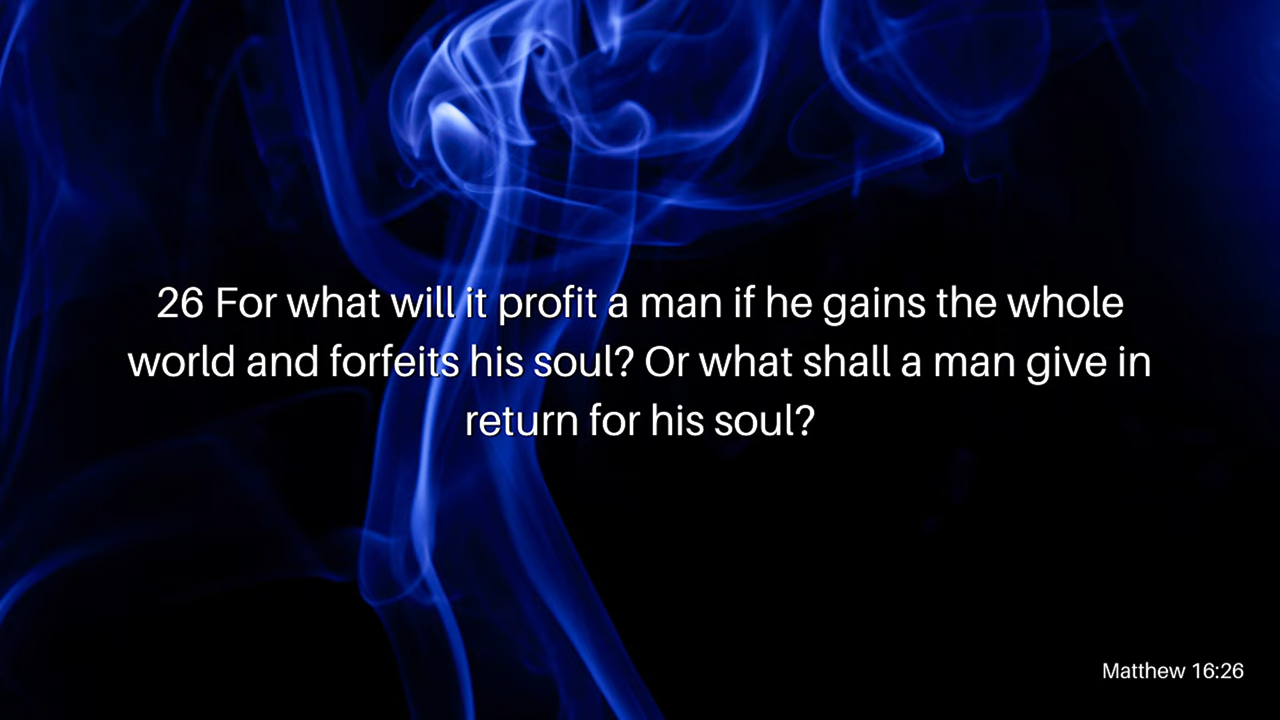 26 For what will it profit a man if he gains the whole
world and forfeits his soul? Or what shall a man give in
return for his soul?
Matthew 16:26